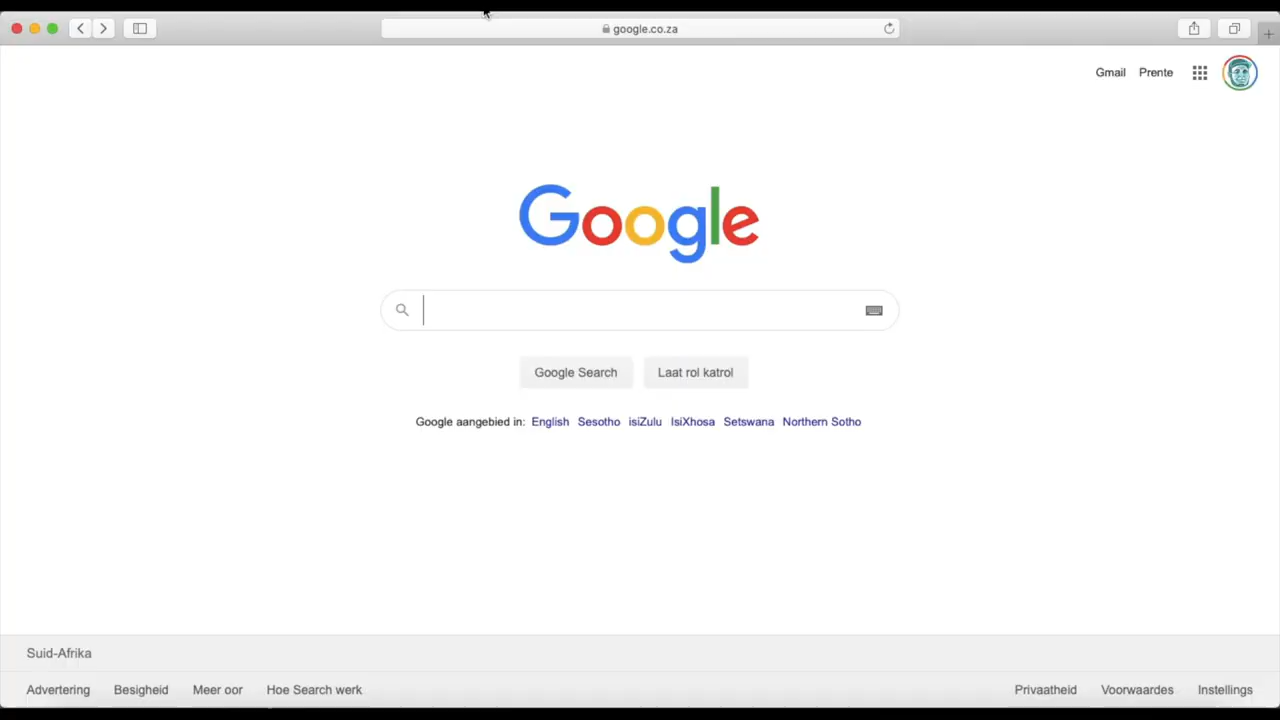 google.co.za
Gmail Prente
Google
Google Search Laat rol katrol
Google aangebied in: English Sesotho isiZulu IsiXhosa Setswana Northern Sotho
Suid-Afrika
Advertering Besigheid Meer oor Hoe Search werk Privaatheid Voorwaardes Instellings